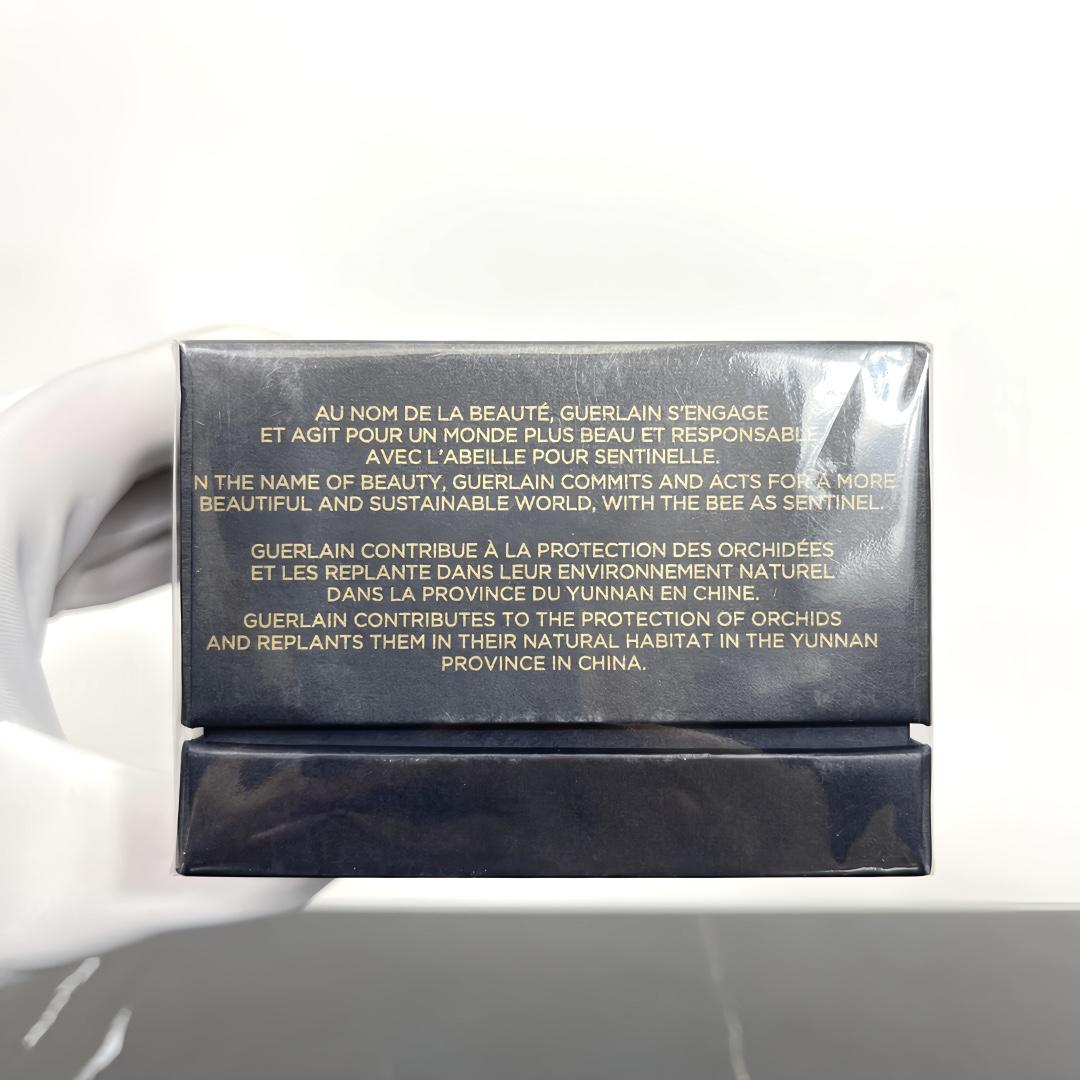 AU NOM DE LA BEAUTÉ, GUERLAIN S'ENGAGE
ET AGIT POUR UN MONDE PLUS BEAU ET RESPONSABLE
AVEC L'ABEILLE POUR SENTINELLE.
N THE NAME OF BEAUTY, GUERLAIN COMMITS AND ACTS FOR A MORE
BEAUTIFUL AND SUSTAINABLE WORLD, WITH THE BEE AS SENTINEL.
GUERLAIN CONTRIBUE À LA PROTECTION DES ORCHIDÉES
ET LES REPLANTE DANS LEUR ENVIRONNEMENT NATUREL
DANS LA PROVINCE DU YUNNAN EN CHINE.
GUERLAIN CONTRIBUTES TO THE PROTECTION OF ORCHIDS
AND REPLANTS THEM IN THEIR NATURAL HABITAT IN THE YUNNAN
PROVINCE IN CHINA.